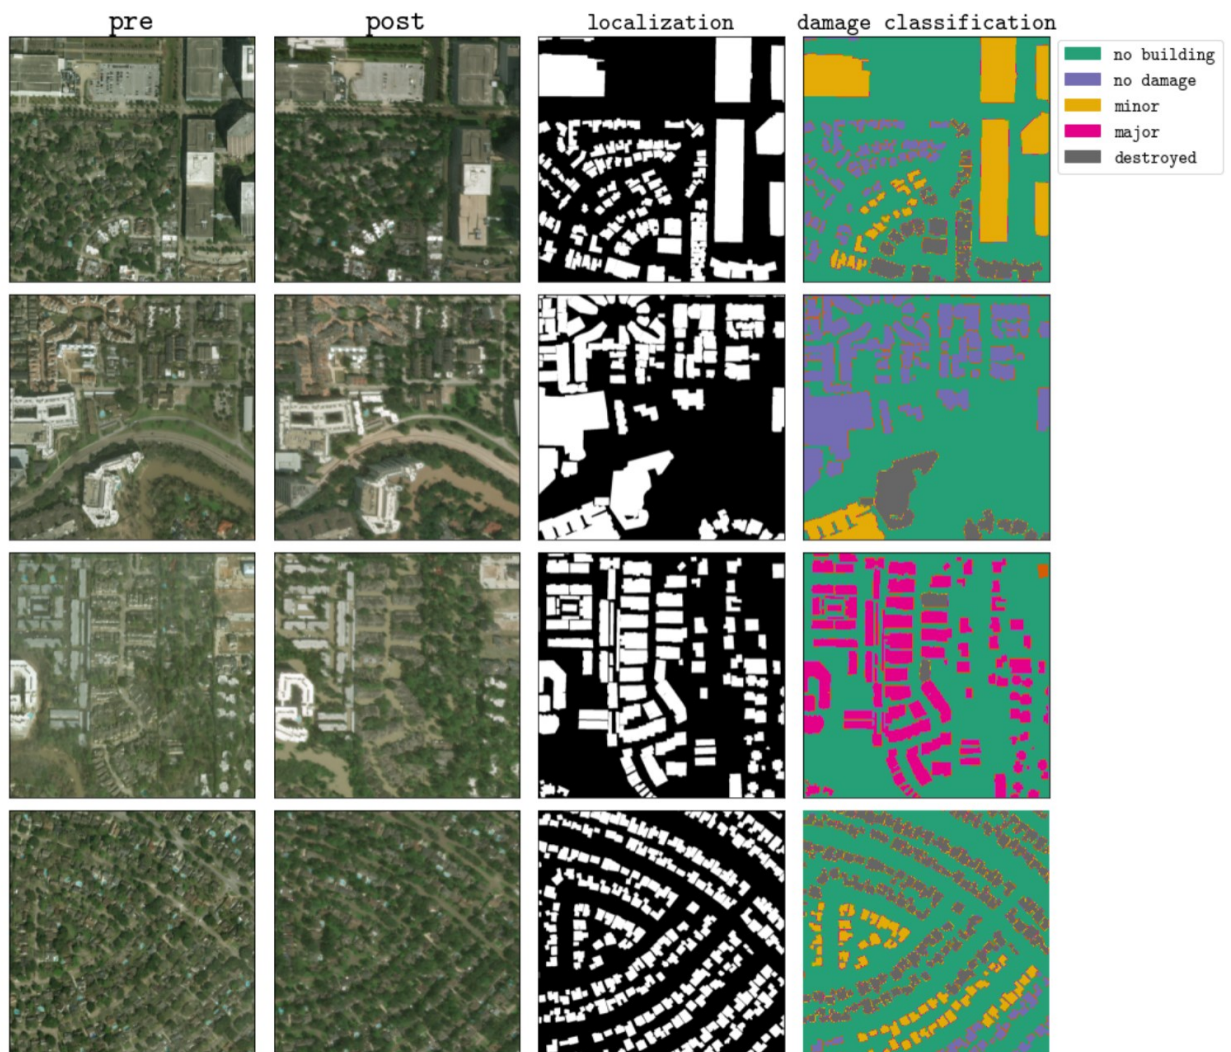 pre post localization damage classification
no building
no damage
minor
major
destroyed